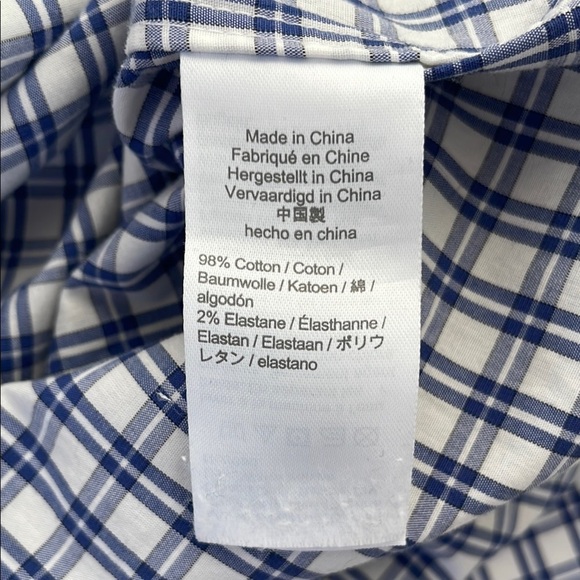 Made in China
Fabriqué en Chine
Hergestellt in China
Vervaardigd in China
中国製
hecho en china
98% Cotton / Coton /
Baumwolle / Katoen / 綿 /
algodón
2% Elastane / Élasthanne /
Elastan / Elastaan / ポリウ
レタン / elastano